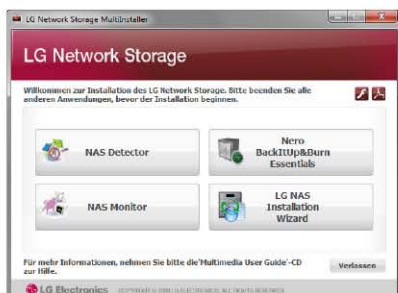 LG Network Storage MultiInstaller
LG Network Storage
Willkommen zur Installation des LG Network Storage. Bitte beenden Sie alle
anderen Anwendungen, bevor der Installation beginnen.
NAS Detector
Nero
BackItUp&Burn
Essentials
NAS Monitor
LG NAS
Installation
Wizard
Für mehr Informationen, nehmen Sie bitte die'Multimedia User Guide'-CD
zur Hilfe.
Verlassen
LG Electronics